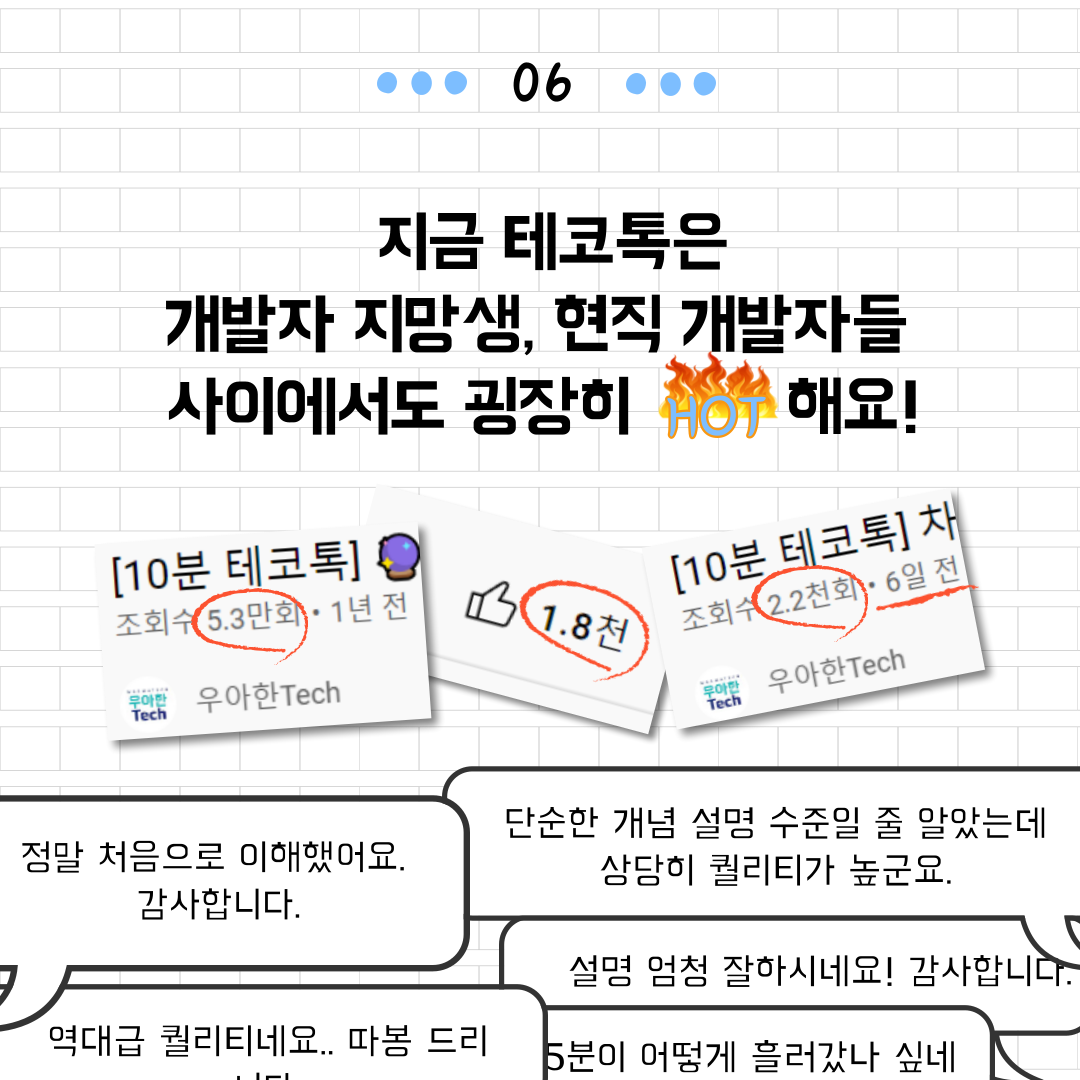 06
지금 테코톡은
개발자 지망생, 현직 개발자들
사이에서도 굉장히 HOT 해요!
[10분 테코톡]
조회수 5.3만회 • 1년 전
우아한Tech
우아한
Tech
1.8천
[10분 테코톡] 차
조회수 2.2천회 • 6일 전
우아한Tech
우아한
Tech
정말 처음으로 이해했어요.
감사합니다.
단순한 개념 설명 수준일 줄 알았는데
상당히 퀄리티가 높군요.
설명 엄청 잘하시네요! 감사합니다.
역대급 퀄리티네요.. 따봉 드리
5분이 어떻게 흘러갔나 싶네